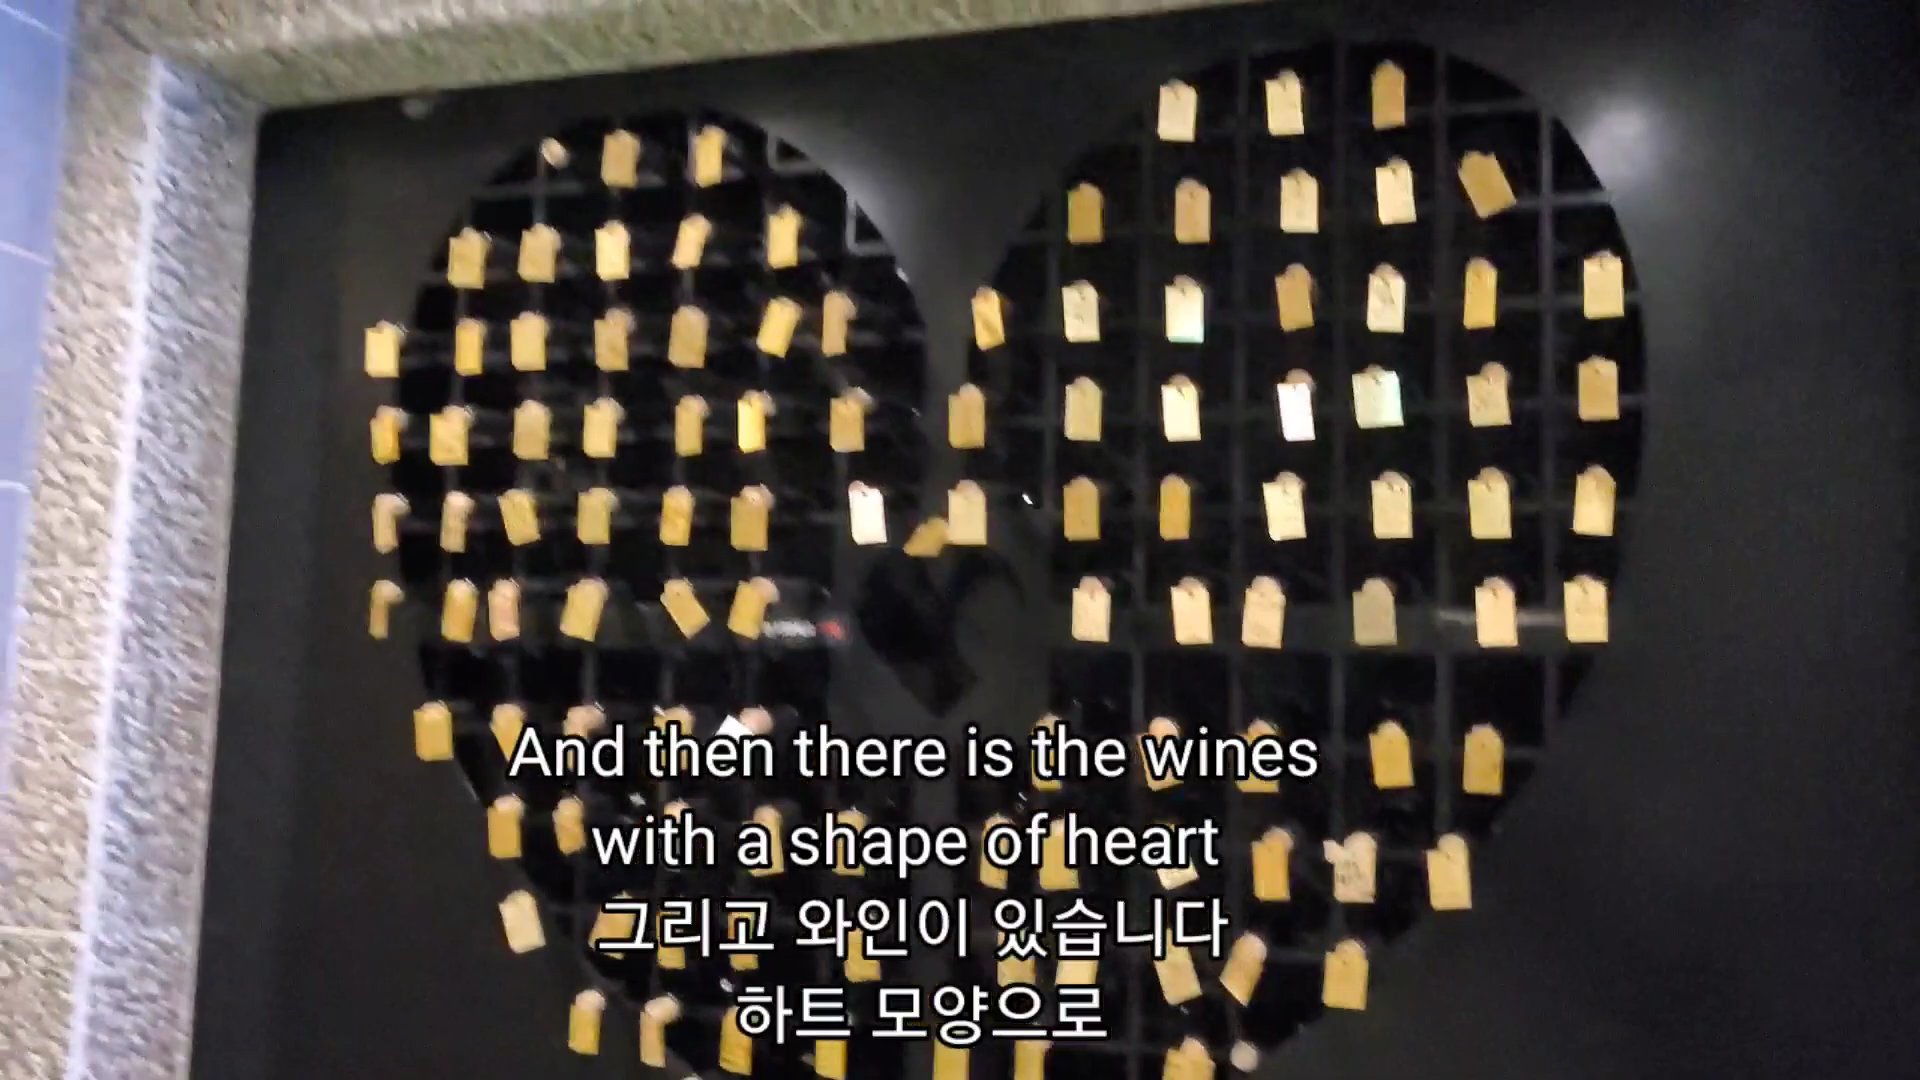 And then there is the wines
with a shape of heart
그리고 와인이 있습니다
하트 모양으로